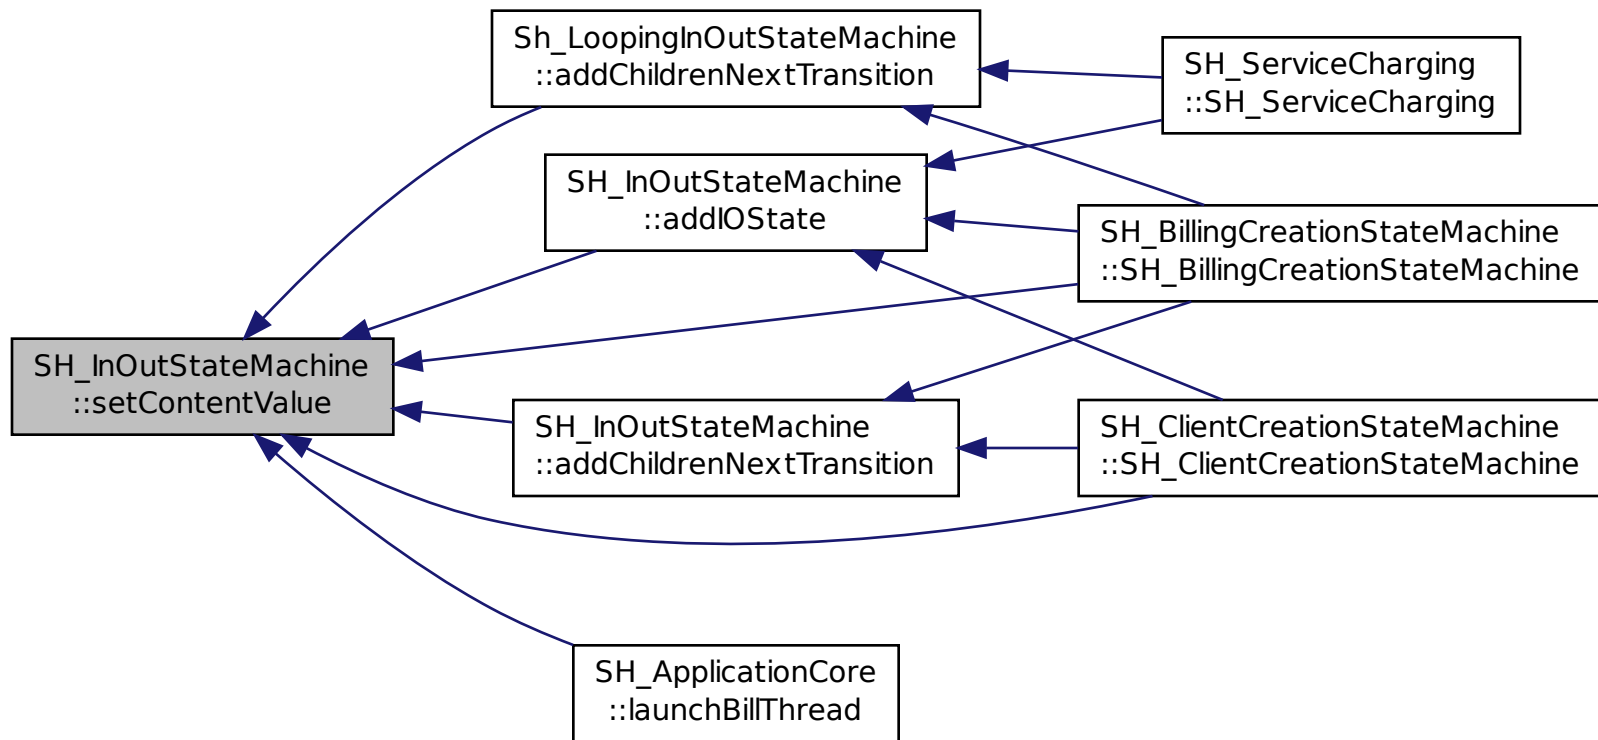 Sh_LoopingInOutStateMachine
::addChildrenNextTransition
SH_ServiceCharging
::SH_ServiceCharging
SH_InOutStateMachine
::addIOState
SH_BillingCreationStateMachine
::SH_BillingCreationStateMachine
SH_InOutStateMachine
::setContentValue
SH_InOutStateMachine
::addChildrenNextTransition
SH_ClientCreationStateMachine
::SH_ClientCreationStateMachine
SH_ApplicationCore
::launchBillThread